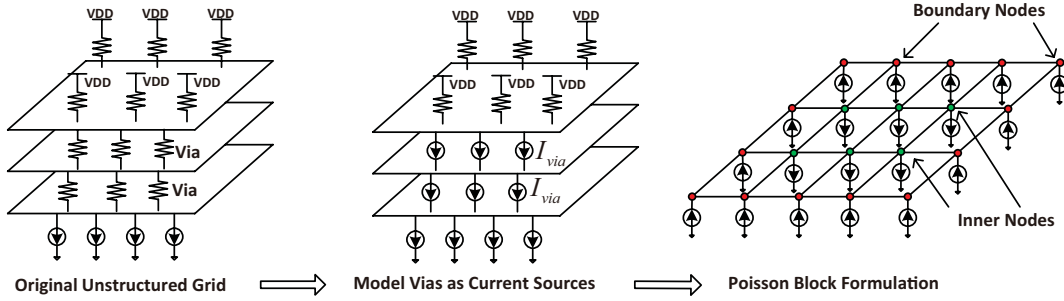 VDD VDD VDD
VDD VDD VDD
Via
Via
Original Unstructured Grid
VDD VDD VDD
VDD VDD VDD
I_via
I_via
Model Vias as Current Sources
Boundary Nodes
Inner Nodes
Poisson Block Formulation